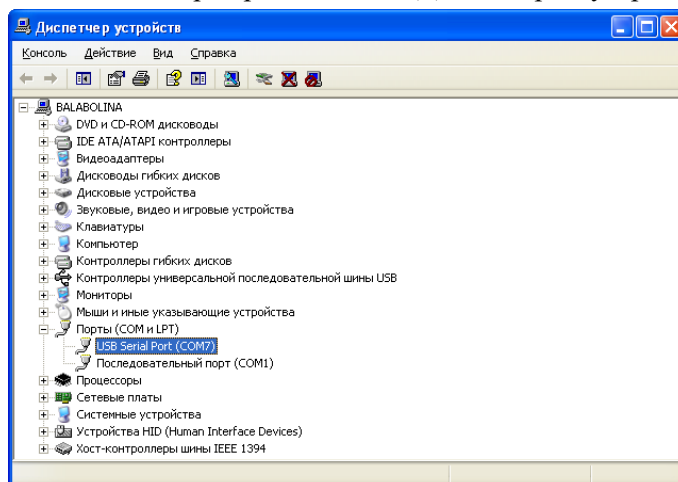 Диспетчер устройств
Консоль Действие Вид Справка
BALABOLINA
DVD и CD-ROM дисководы
IDE ATA/ATAPI контроллеры
Видеоадаптеры
Дисководы гибких дисков
Дисковые устройства
Звуковые, видео и игровые устройства
Клавиатуры
Компьютер
Контроллеры гибких дисков
Контроллеры универсальной последовательной шины USB
Мониторы
Мыши и иные указывающие устройства
Порты (COM и LPT)
USB Serial Port (COM7)
Последовательный порт (COM1)
Процессоры
Сетевые платы
Системные устройства
Устройства HID (Human Interface Devices)
Хост-контроллеры шины IEEE 1394